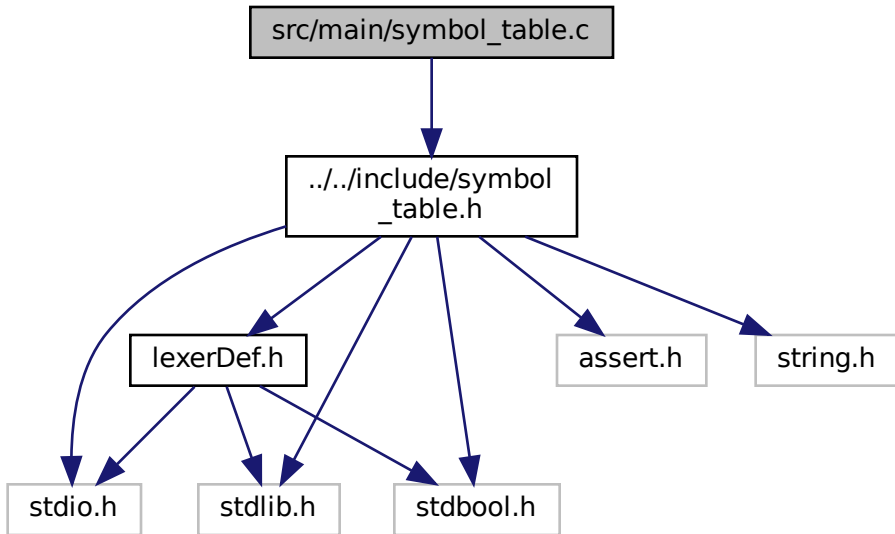 src/main/symbol_table.c
../../include/symbol
_table.h
lexerDef.h
assert.h
string.h
stdio.h
stdlib.h
stdbool.h